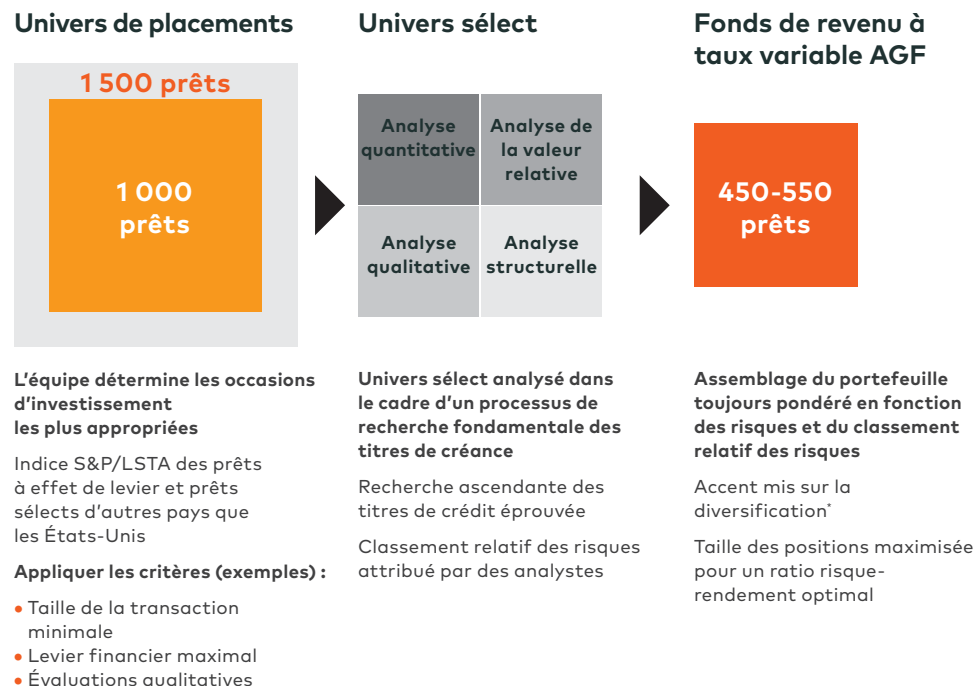 Univers de placements
1 500 prêts
1 000
prêts
L'équipe détermine les occasions
d'investissement
les plus appropriées
Indice S&P/LSTA des prêts
à effet de levier et prêts
sélects d'autres pays que
les États-Unis
Appliquer les critères (exemples) :
• Taille de la transaction
minimale
• Levier financier maximal
• Évaluations qualitatives
Univers sélect
Analyse
quantitative
Analyse de
la valeur
relative
Analyse
qualitative
Analyse
structurelle
Univers sélect analysé dans
le cadre d'un processus de
recherche fondamentale des
titres de créance
Recherche ascendante des
titres de crédit éprouvée
Classement relatif des risques
attribué par des analystes
Fonds de revenu à
taux variable AGF
450-550
prêts
Assemblage du portefeuille
toujours pondéré en fonction
des risques et du classement
relatif des risques
Accent mis sur la
diversification*
Taille des positions maximisée
pour un ratio risque-
rendement optimal